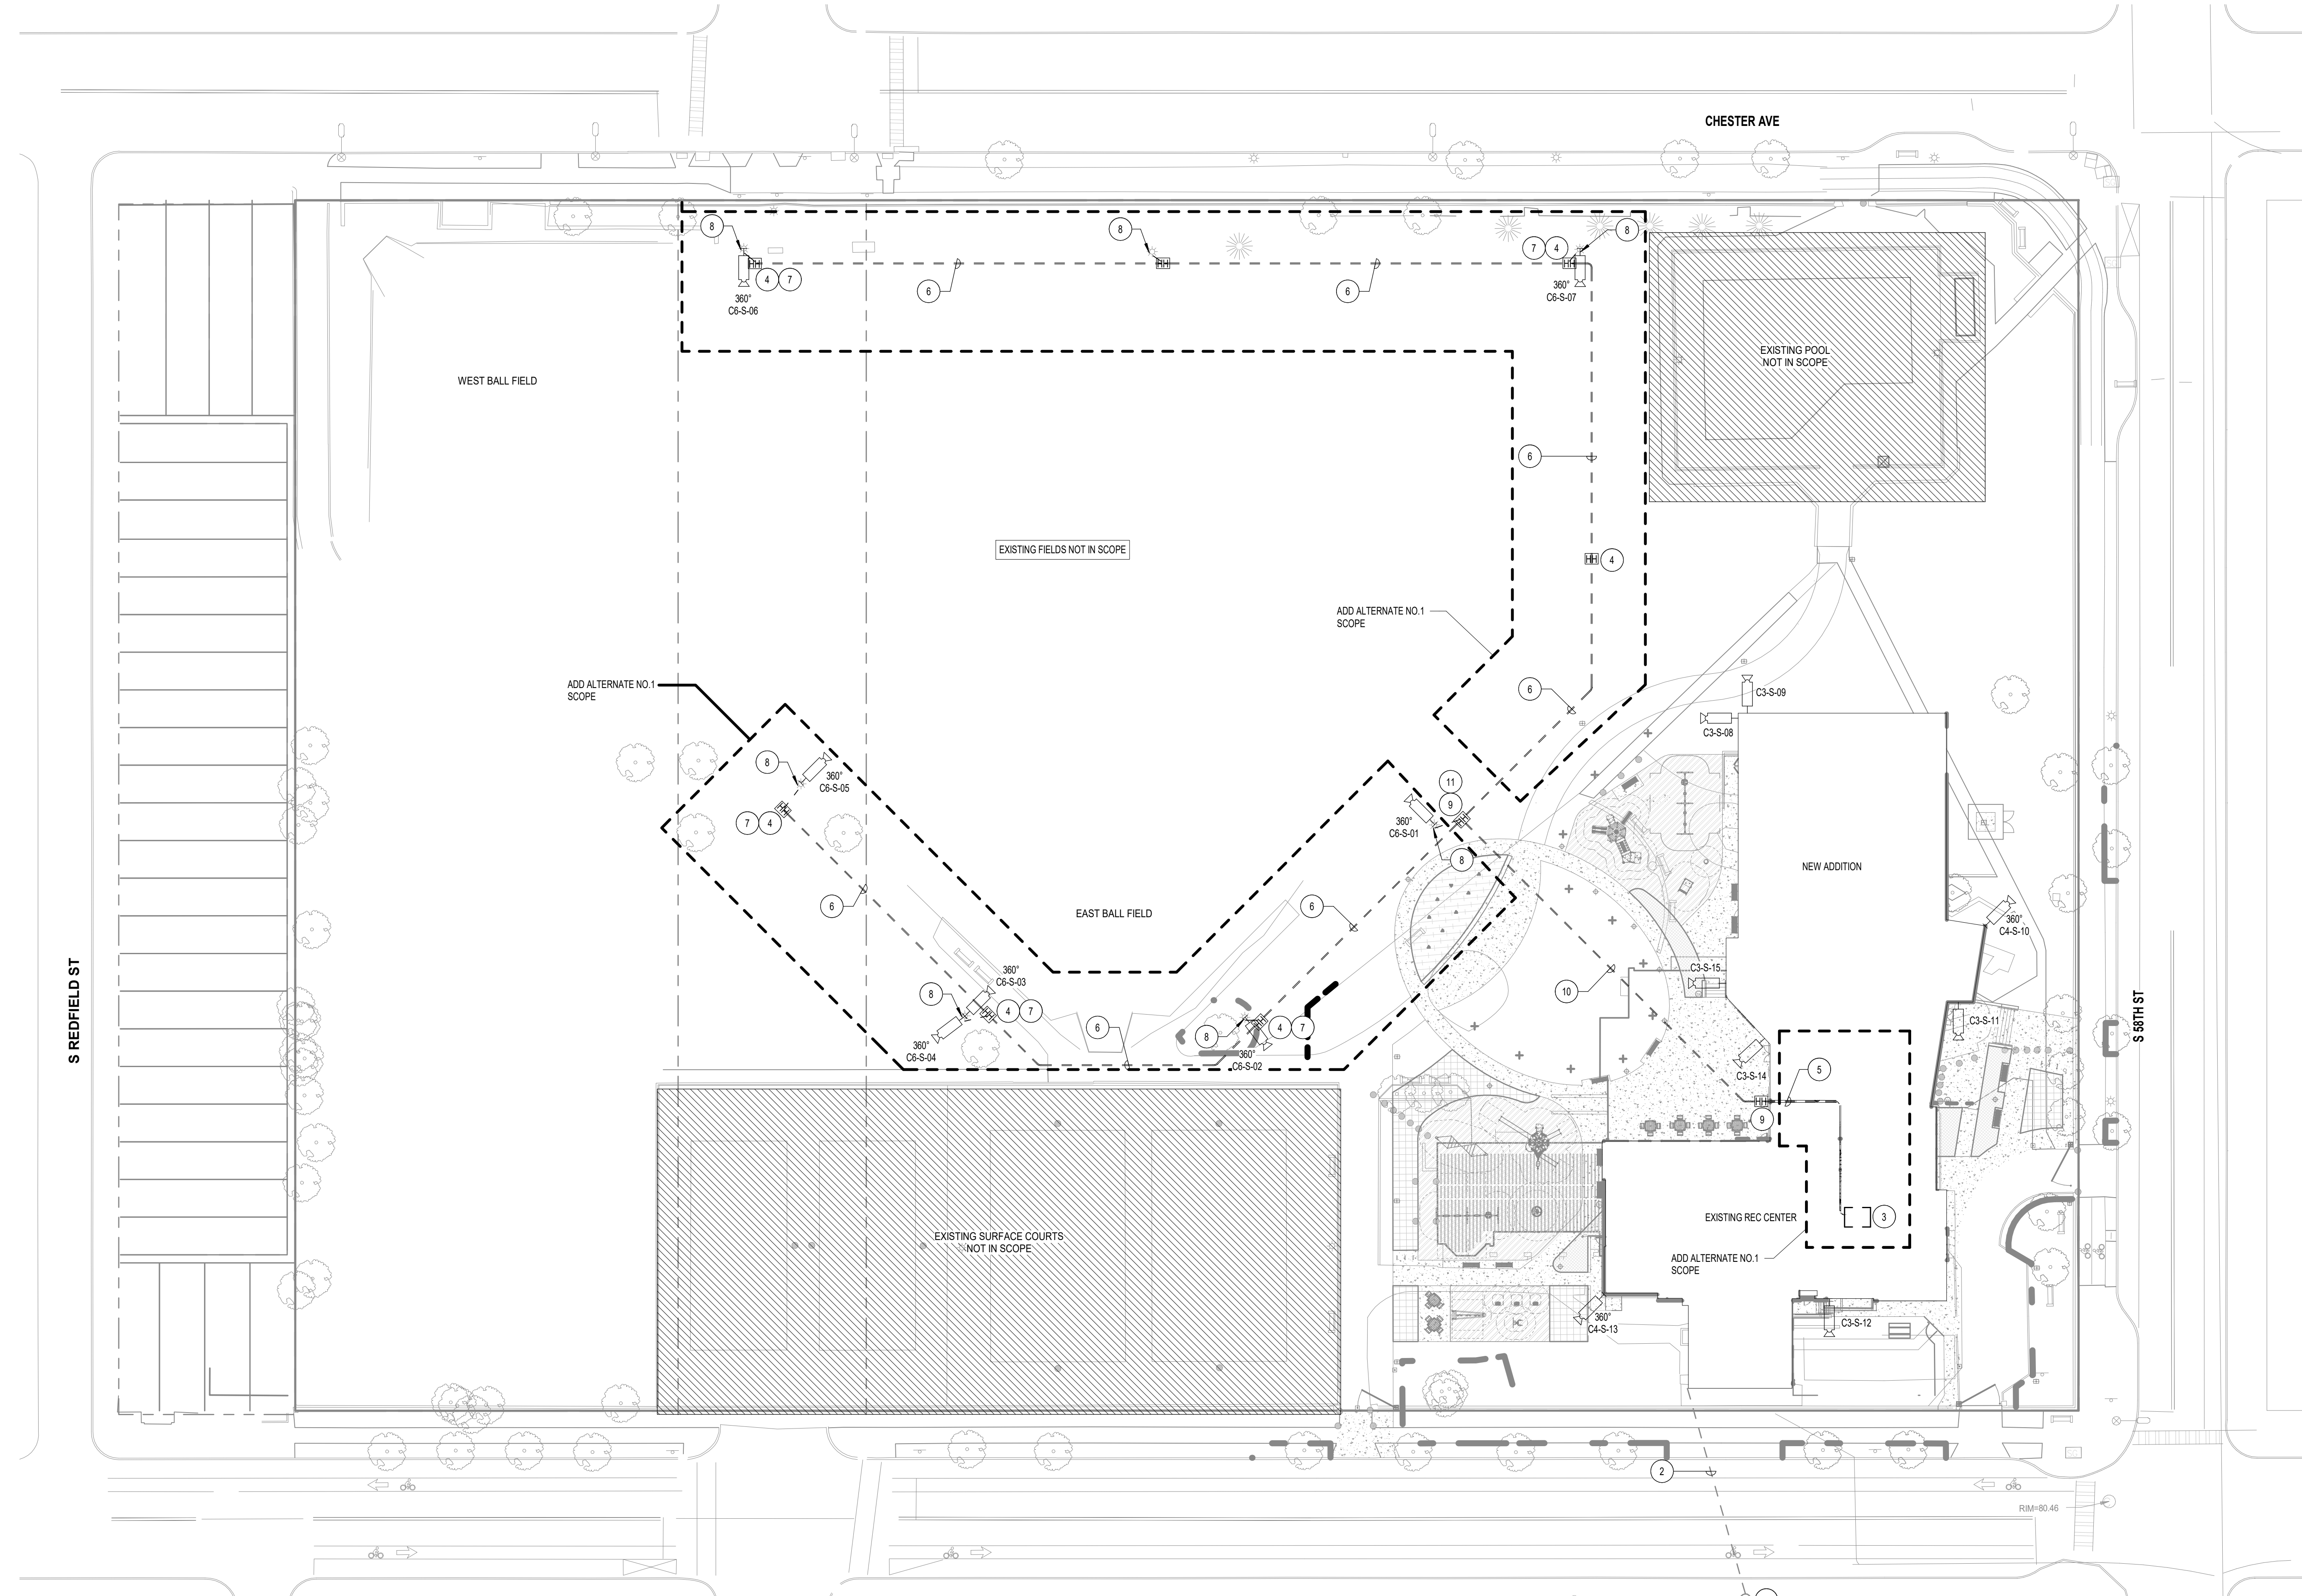 CHESTER AVE
8
8
8
7
4
4
7
6
6
360°
C6-S-06
360°
C6-S-07
EXISTING POOL
NOT IN SCOPE
WEST BALL FIELD
6
EXISTING FIELDS NOT IN SCOPE
4
ADD ALTERNATE NO.1
SCOPE
ADD ALTERNATE NO.1
SCOPE
6
C3-S-09
C3-S-08
8
360°
C6-S-05
7
4
11
9
360°
C6-S-01
8
NEW ADDITION
6
6
EAST BALL FIELD
360°
C4-S-10
360°
C6-S-03
C3-S-15
8
10
4
7
6
8
4
7
360°
C6-S-04
360°
C6-S-02
C3-S-11
C3-S-14
5
9
S REDFIELD ST
S 58TH ST
EXISTING REC CENTER
3
EXISTING SURFACE COURTS
NOT IN SCOPE
ADD ALTERNATE NO.1
SCOPE
360°
C4-S-13
C3-S-12
2
RIM=80.46